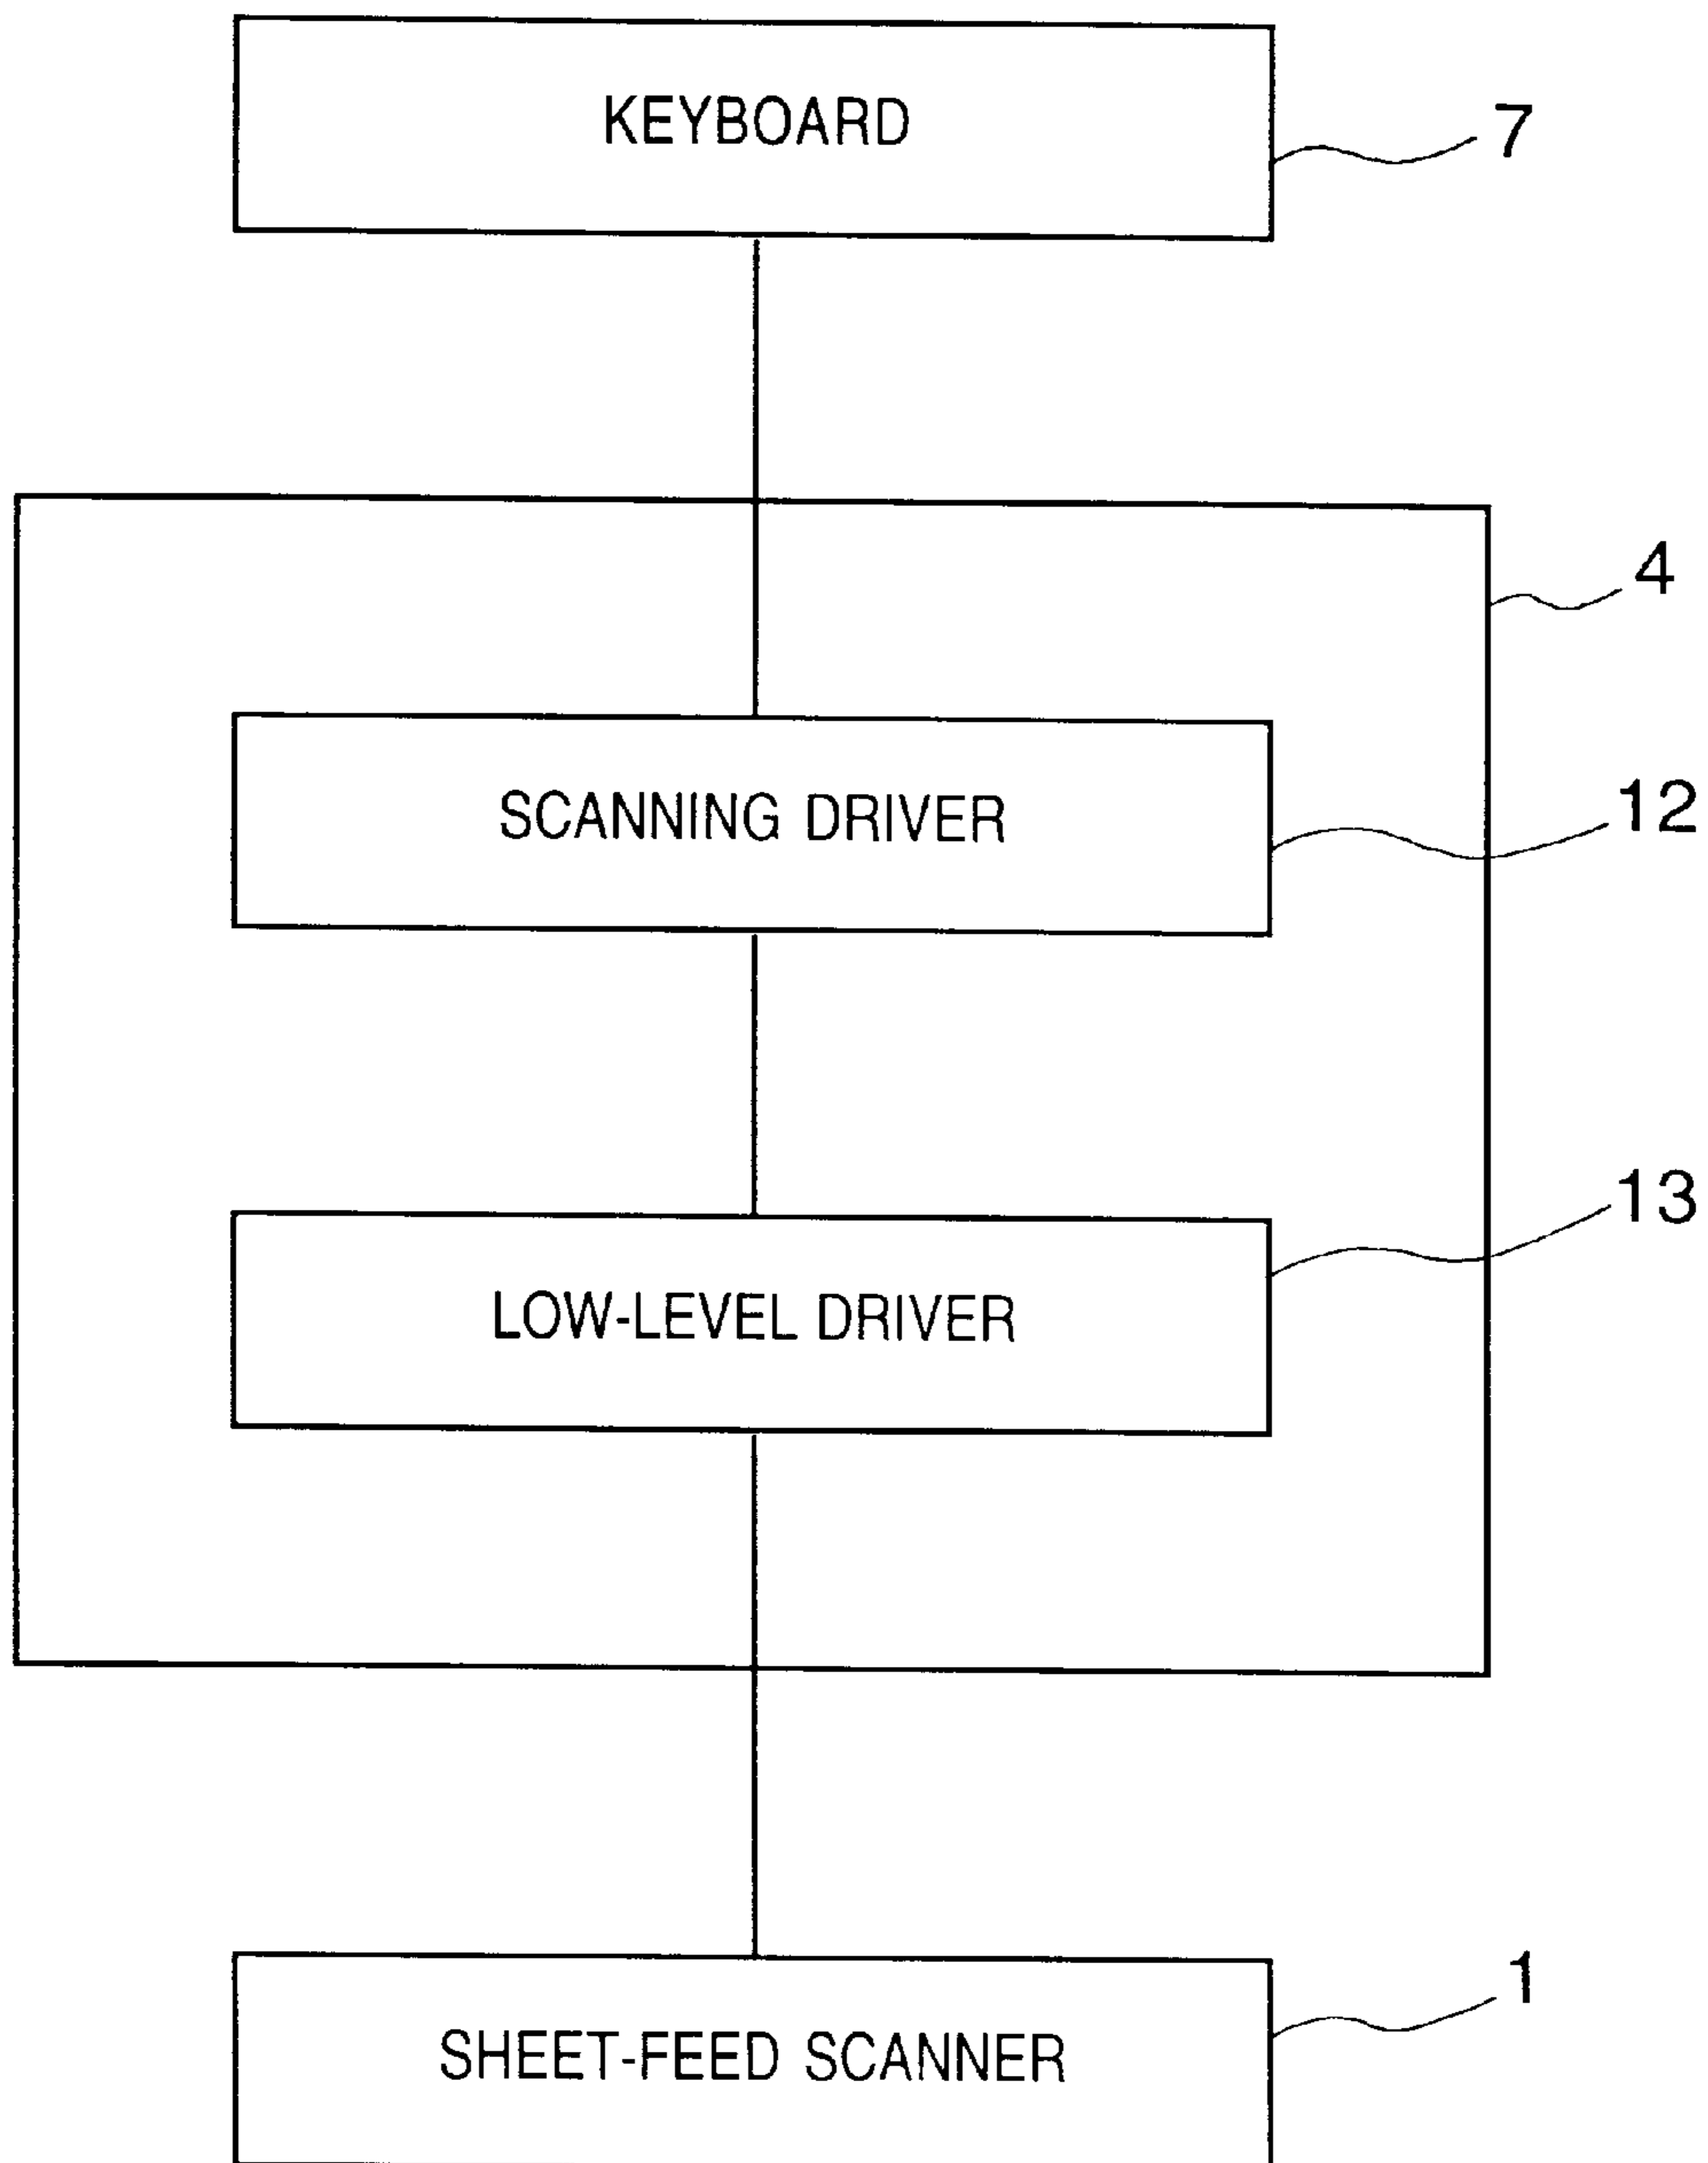 KEYBOARD
7
4
SCANNING DRIVER
12
13
LOW-LEVEL DRIVER
1
SHEET-FEED SCANNER